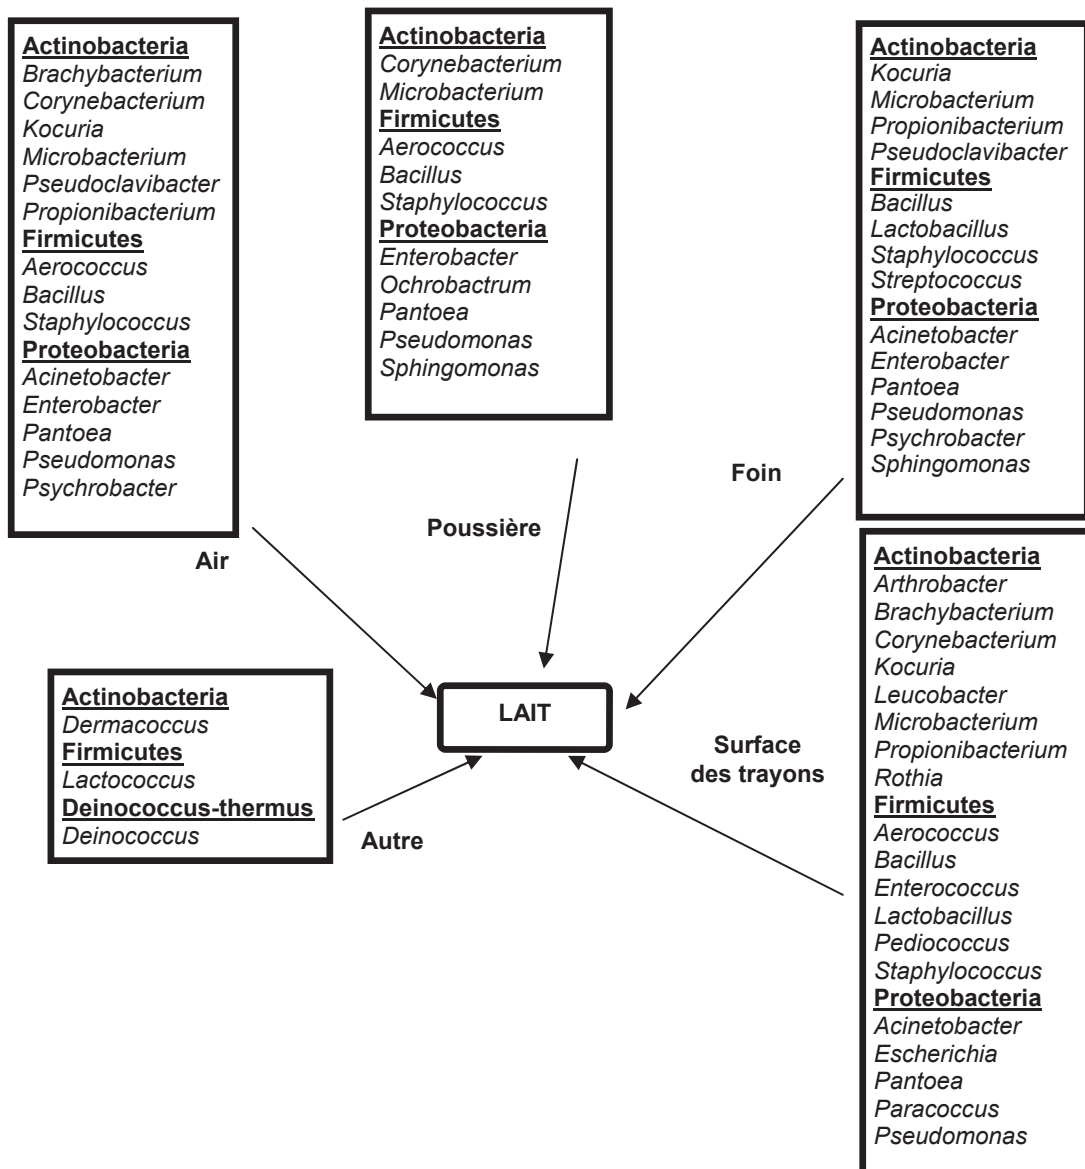 Actinobacteria
Brachybacterium
Corynebacterium
Kocuria
Microbacterium
Pseudoclavibacter
Propionibacterium
Firmicutes
Aerococcus
Bacillus
Staphylococcus
Proteobacteria
Acinetobacter
Enterobacter
Pantoea
Pseudomonas
Psychrobacter
Actinobacteria
Corynebacterium
Microbacterium
Firmicutes
Aerococcus
Bacillus
Staphylococcus
Proteobacteria
Enterobacter
Ochrobactrum
Pantoea
Pseudomonas
Sphingomonas
Actinobacteria
Kocuria
Microbacterium
Propionibacterium
Pseudoclavibacter
Firmicutes
Bacillus
Lactobacillus
Staphylococcus
Streptococcus
Proteobacteria
Acinetobacter
Enterobacter
Pantoea
Pseudomonas
Psychrobacter
Sphingomonas
Air
Poussière
Foin
Actinobacteria
Dermacoccus
Firmicutes
Lactococcus
Deinococcus-thermus
Deinococcus
Autre
LAIT
Surface
des trayons
Actinobacteria
Arthrobacter
Brachybacterium
Corynebacterium
Kocuria
Leucobacter
Microbacterium
Propionibacterium
Rothia
Firmicutes
Aerococcus
Bacillus
Enterococcus
Lactobacillus
Pediococcus
Staphylococcus
Proteobacteria
Acinetobacter
Escherichia
Pantoea
Paracoccus
Pseudomonas